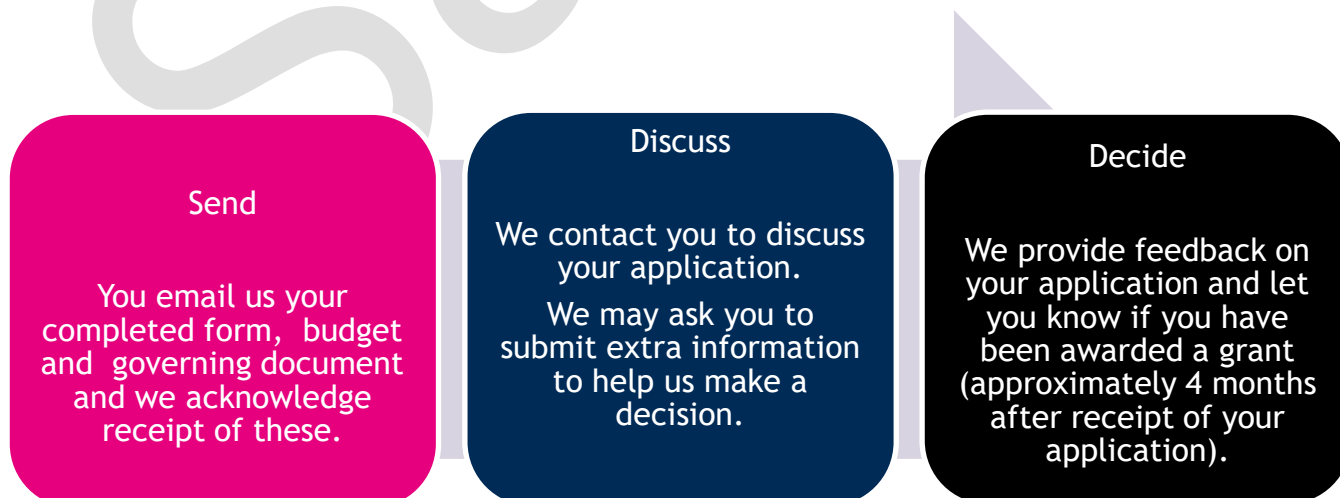 Send
You email us your
completed form,  budget
and  governing document
and we acknowledge
receipt of these.
Discuss
We contact you to discuss
your application.
We may ask you to
submit extra information
to help us make a
decision.
Decide
We provide feedback on
your application and let
you know if you have
been awarded a grant
(approximately 4 months
after receipt of your
application).